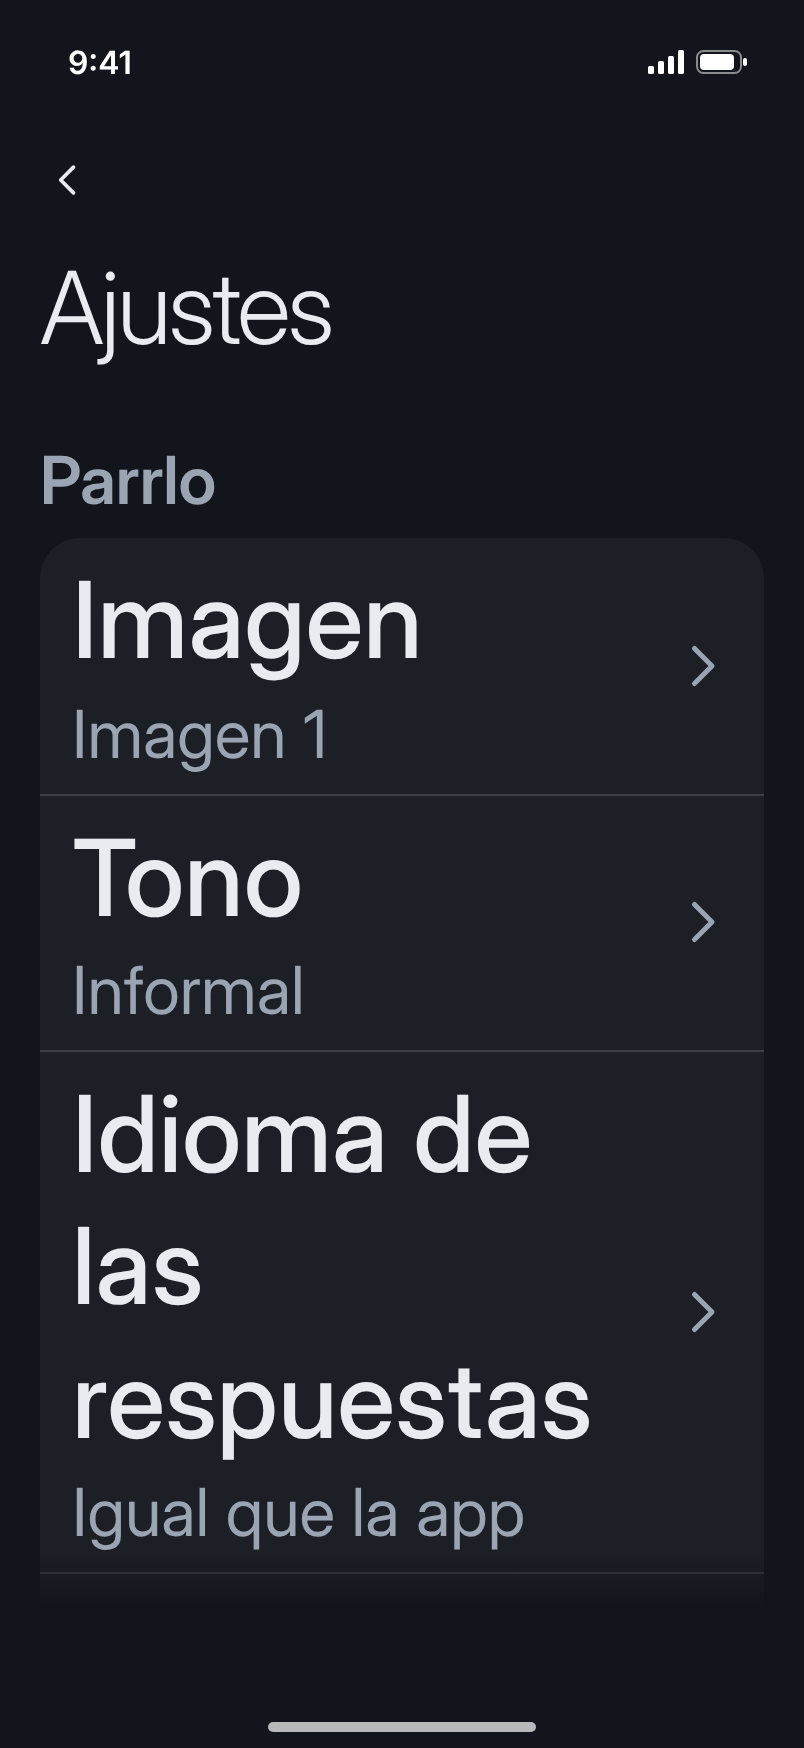 9:41
Ajustes
Parrlo
Imagen
Imagen 1
Tono
Informal
Idioma de
las
respuestas
Igual que la app